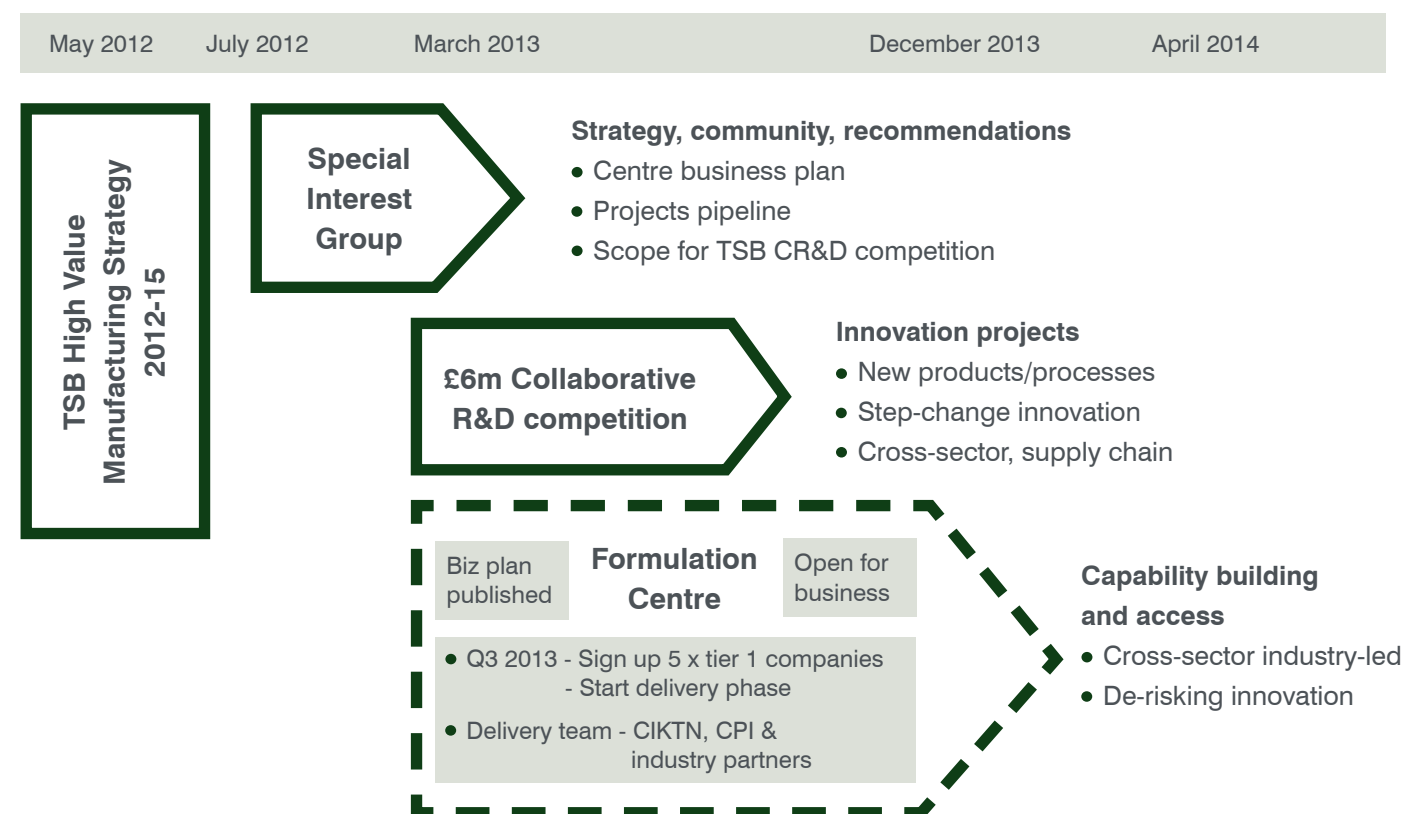 May 2012 July 2012 March 2013 December 2013 April 2014
TSB High Value
Manufacturing Strategy
2012-15
Special
Interest
Group
Strategy, community, recommendations
• Centre business plan
• Projects pipeline
• Scope for TSB CR&D competition
£6m Collaborative
R&D competition
Innovation projects
• New products/processes
• Step-change innovation
• Cross-sector, supply chain
Biz plan
published
Formulation
Centre
Open for
business
• Q3 2013 - Sign up 5 x tier 1 companies
- Start delivery phase
• Delivery team - CIKTN, CPI &
industry partners
Capability building
and access
• Cross-sector industry-led
• De-risking innovation